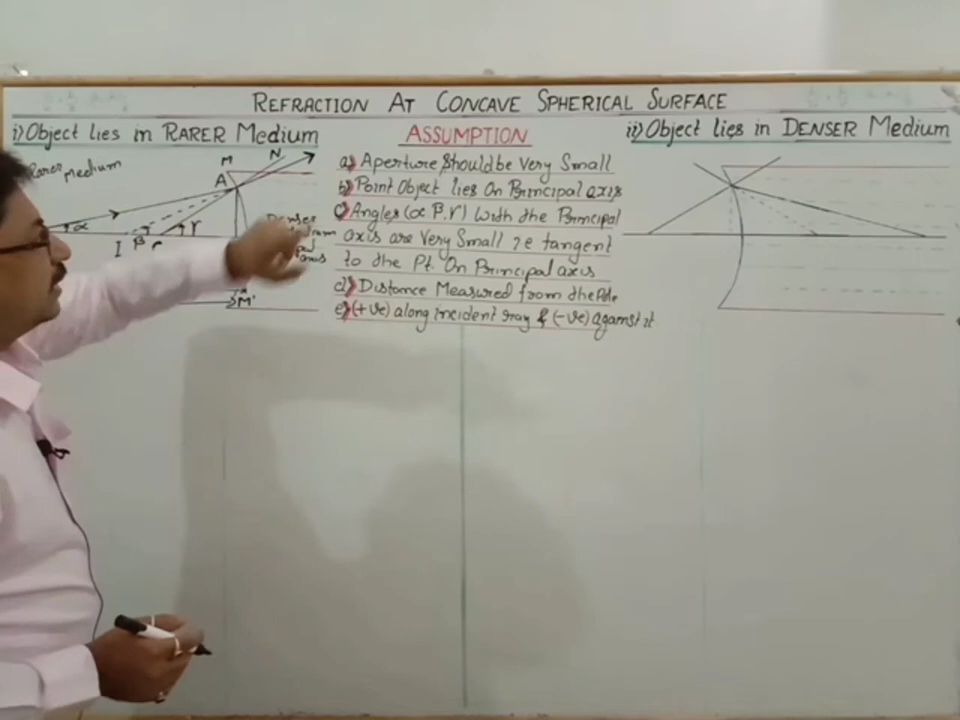 REFRACTION AT CONCAVE SPHERICAL SURFACE
i) Object lies in RARER Medium
Rarer medium
M
N
A
α
I
β
C
γ
Denser
M'
ASSUMPTION
a) Aperture Should be Very Small
b) Point Object lies On Principal axis
c) Angles (α β, γ) With the Principal
axis are Very Small ie tangent
to the Pt. On Principal axis
d) Distance Measured from the Pole
e) (+ve) along incident ray & (-ve) against it
ii) Object lies in DENSER Medium